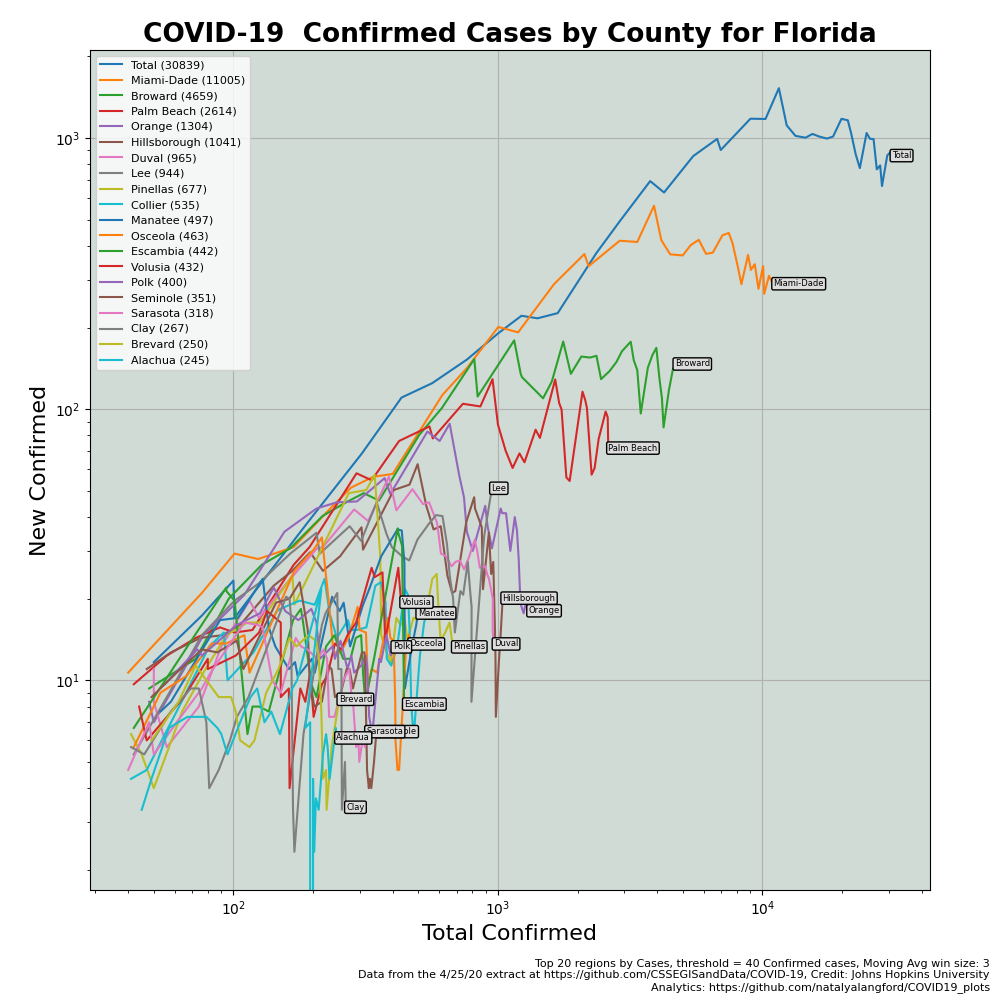 COVID-19  Confirmed Cases by County for Florida
Total (30839)
Miami-Dade (11005)
Broward (4659)
Palm Beach (2614)
Orange (1304)
Hillsborough (1041)
Duval (965)
Lee (944)
Pinellas (677)
Collier (535)
Manatee (497)
Osceola (463)
Escambia (442)
Volusia (432)
Polk (400)
Seminole (351)
Sarasota (318)
Clay (267)
Brevard (250)
Alachua (245)
10³
10²
10¹
New Confirmed
Total
Miami-Dade
Broward
Palm Beach
Lee
Hillsborough
Orange
Volusia
Manatee
Polk
Osceola
Pinellas
Duval
Brevard
Escambia
Sarasota
Alachua
Clay
10²
10³
10⁴
Total Confirmed
Top 20 regions by Cases, threshold = 40 Confirmed cases, Moving Avg win size: 3
Data from the 4/25/20 extract at https://github.com/CSSEGISandData/COVID-19, Credit: Johns Hopkins University
Analytics: https://github.com/natalyalangford/COVID19_plots